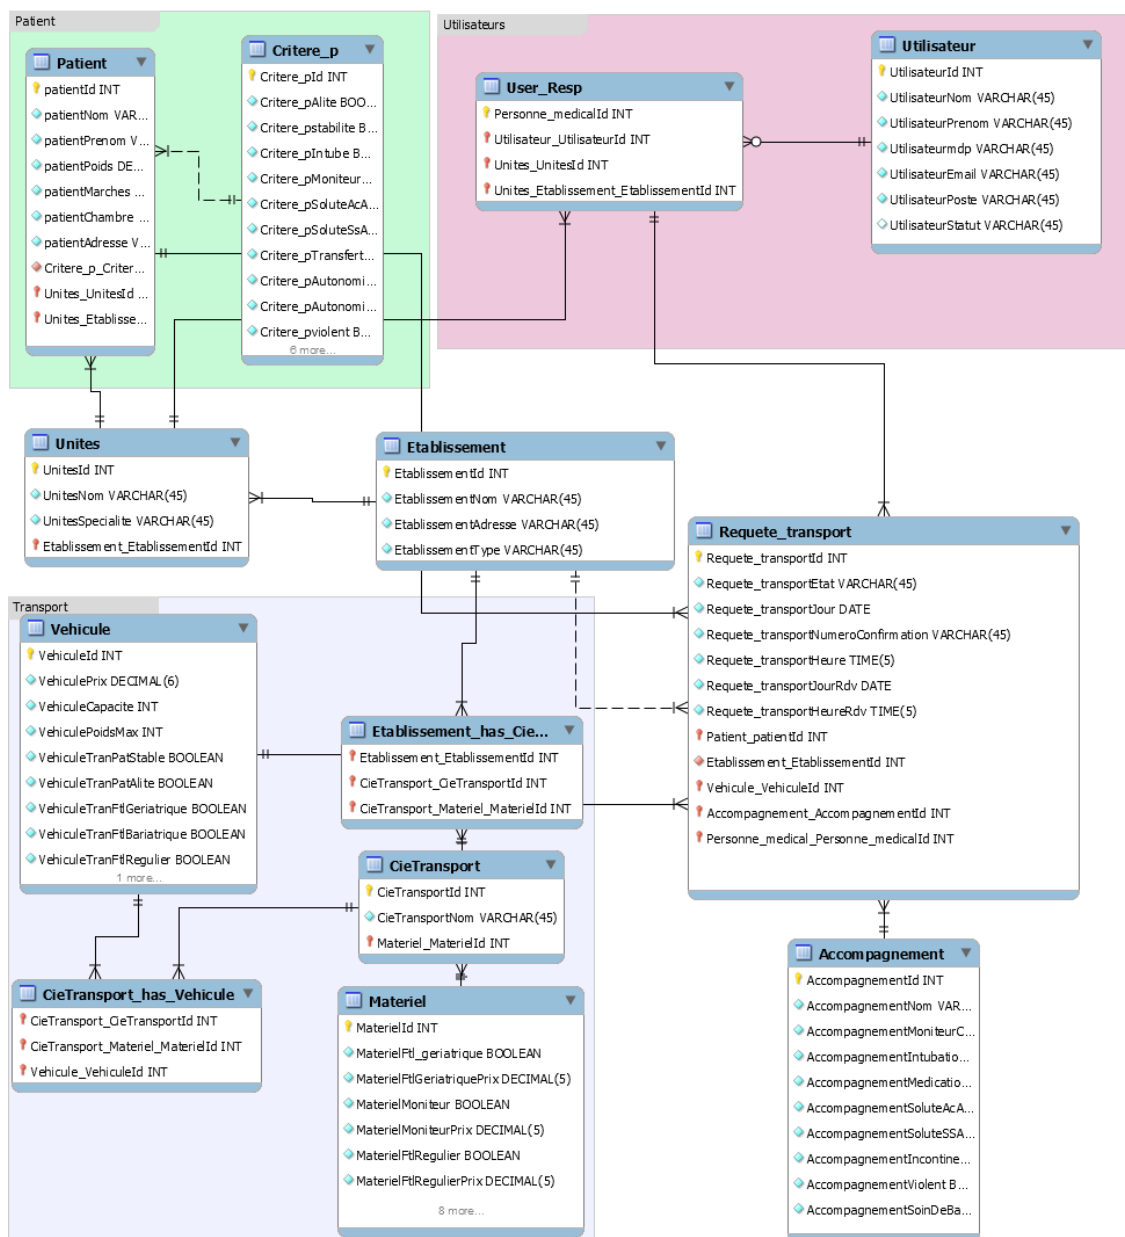 Patient
Patient
patientId INT
patientNom VAR...
patientPrenom V...
patientPoids DE...
patientMarches ...
patientChambre ...
patientAdresse V...
Critere_p_Criter...
Unites_UnitesId ...
Unites_Etablisse...
Critere_p
Critere_pId INT
Critere_pAlite BOO...
Critere_pstabilite B...
Critere_pIntube B...
Critere_pMoniteur...
Critere_pSoluteAcA...
Critere_pSoluteSsA...
Critere_pTransfert...
Critere_pAutonomi...
Critere_pAutonomi...
Critere_pviolent B...
6 more...
Utilisateurs
User_Resp
Personne_medicalId INT
Utilisateur_UtilisateurId INT
Unites_UnitesId INT
Unites_Etablissement_EtablissementId INT
Utilisateur
UtilisateurId INT
UtilisateurNom VARCHAR(45)
UtilisateurPrenom VARCHAR(45)
Utilisateurmdp VARCHAR(45)
UtilisateurEmail VARCHAR(45)
UtilisateurPoste VARCHAR(45)
UtilisateurStatut VARCHAR(45)
Unites
UnitesId INT
UnitesNom VARCHAR(45)
UnitesSpecialite VARCHAR(45)
Etablissement_EtablissementId INT
Etablissement
EtablissementId INT
EtablissementNom VARCHAR(45)
EtablissementAdresse VARCHAR(45)
EtablissementType VARCHAR(45)
Requete_transport
Requete_transportId INT
Requete_transportEtat VARCHAR(45)
Requete_transportJour DATE
Requete_transportNumeroConfirmation VARCHAR(45)
Requete_transportHeure TIME(5)
Requete_transportJourRdv DATE
Requete_transportHeureRdv TIME(5)
Patient_patientId INT
Etablissement_EtablissementId INT
Vehicule_VehiculeId INT
Accompagnement_AccompagnementId INT
Personne_medical_Personne_medicalId INT
Transport
Vehicule
VehiculeId INT
VehiculePrix DECIMAL(6)
VehiculeCapacite INT
VehiculePoidsMax INT
VehiculeTranPatStable BOOLEAN
VehiculeTranPatAlite BOOLEAN
VehiculeTranFtlGeriatrique BOOLEAN
VehiculeTranFtlBariatrique BOOLEAN
VehiculeTranFtlRegulier BOOLEAN
1 more...
Etablissement_has_Cie...
Etablissement_EtablissementId INT
CieTransport_CieTransportId INT
CieTransport_Materiel_MaterielId INT
CieTransport
CieTransportId INT
CieTransportNom VARCHAR(45)
Materiel_MaterielId INT
CieTransport_has_Vehicule
CieTransport_CieTransportId INT
CieTransport_Materiel_MaterielId INT
Vehicule_VehiculeId INT
Materiel
MaterielId INT
MaterielFtl_geriatrique BOOLEAN
MaterielFtlGeriatriquePrix DECIMAL(5)
MaterielMoniteur BOOLEAN
MaterielMoniteurPrix DECIMAL(5)
MaterielFtlRegulier BOOLEAN
MaterielFtlRegulierPrix DECIMAL(5)
8 more...
Accompagnement
AccompagnementId INT
AccompagnementNom VAR...
AccompagnementMoniteurC...
AccompagnementIntubatio...
AccompagnementMedicatio...
AccompagnementSoluteAcA...
AccompagnementSoluteSSA...
AccompagnementIncontine...
AccompagnementViolent B...
AccompagnementSoinDeBa...